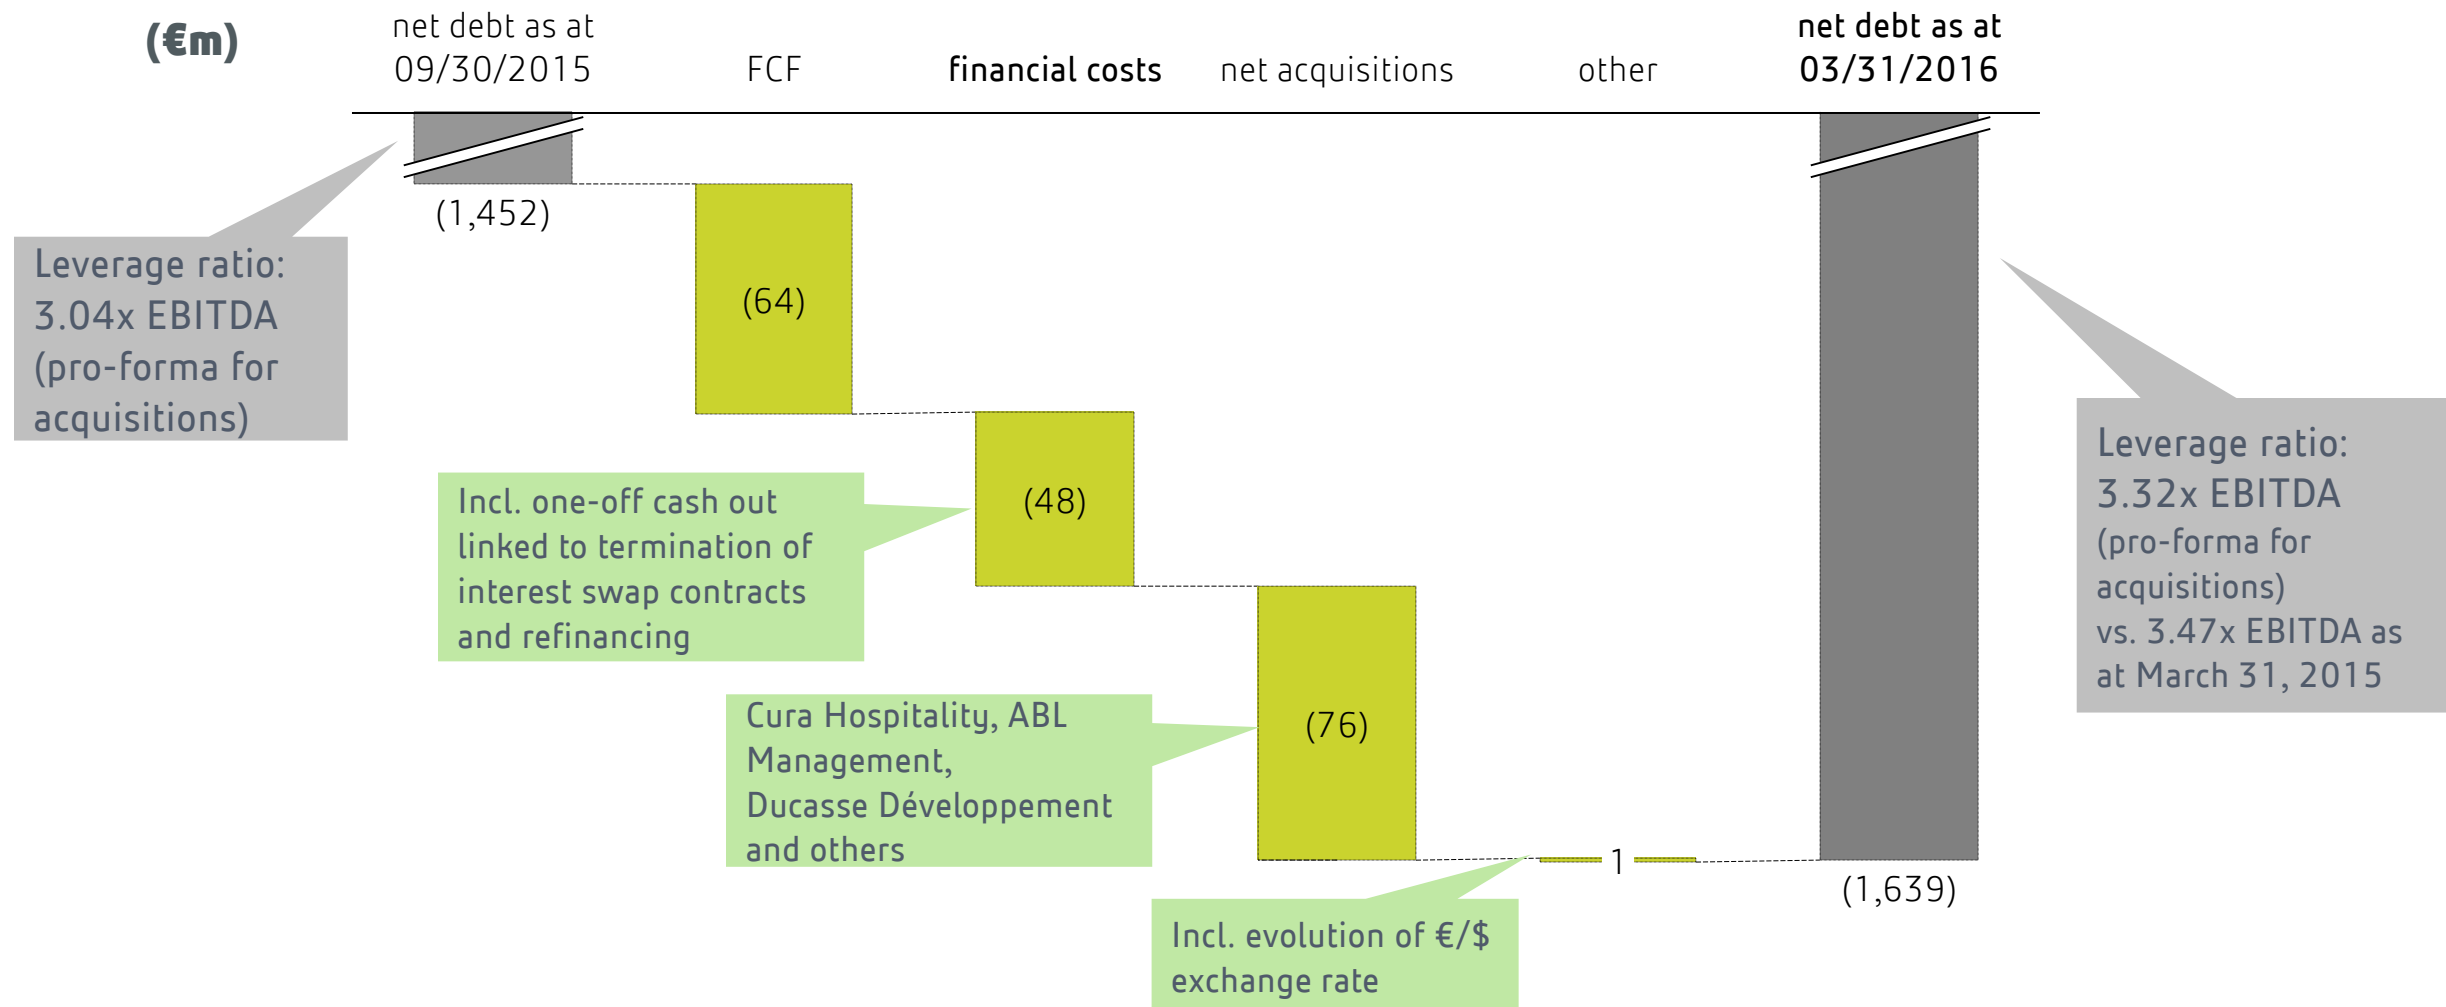 (€m)
net debt as at
09/30/2015
FCF
financial costs
net acquisitions
other
net debt as at
03/31/2016
(1,452)
Leverage ratio:
3.04x EBITDA
(pro-forma for
acquisitions)
(64)
(48)
Incl. one-off cash out
linked to termination of
interest swap contracts
and refinancing
(76)
Cura Hospitality, ABL
Management,
Ducasse Développement
and others
1
Incl. evolution of €/$
exchange rate
(1,639)
Leverage ratio:
3.32x EBITDA
(pro-forma for
acquisitions)
vs. 3.47x EBITDA as
at March 31, 2015